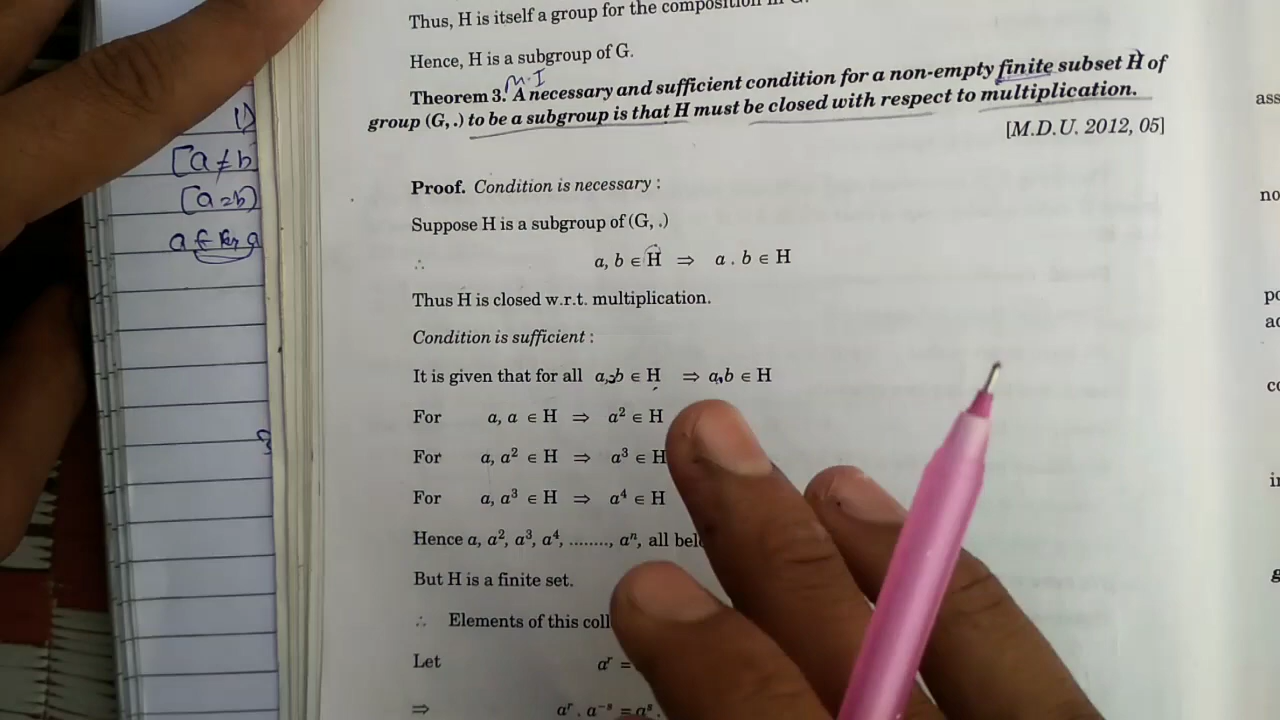 Thus, H is itself a group for the composition in G.
Hence, H is a subgroup of G.
M.I
Theorem 3. A necessary and sufficient condition for a non-empty finite subset H of
group (G, .) to be a subgroup is that H must be closed with respect to multiplication.
[M.D.U. 2012, 05]
Proof. Condition is necessary :
Suppose H is a subgroup of (G, .)
∴ a, b ∈ H ⇒ a . b ∈ H
Thus H is closed w.r.t. multiplication.
Condition is sufficient :
It is given that for all a, b ∈ H ⇒ a.b ∈ H
For a, a ∈ H ⇒ a² ∈ H
For a, a² ∈ H ⇒ a³ ∈ H
For a, a³ ∈ H ⇒ a⁴ ∈ H
Hence a, a², a³, a⁴, ........, aⁿ, all
But H is a finite set.
∴ Elements of this
Let aʳ =
⇒ aʳ . a⁻ˢ = aˢ.
1)
[a ≠ b
[a = b)